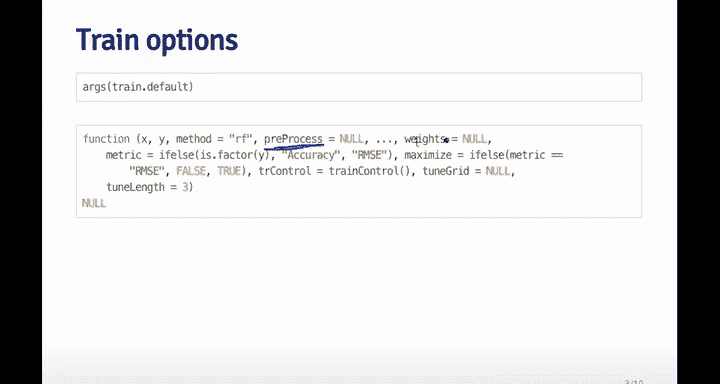 Train options
args(train.default)
function (x, y, method = "rf", preProcess = NULL, ..., weights = NULL,
metric = ifelse(is.factor(y), "Accuracy", "RMSE"), maximize = ifelse(metric ==
"RMSE", FALSE, TRUE), trControl = trainControl(), tuneGrid = NULL,
tuneLength = 3)
NULL